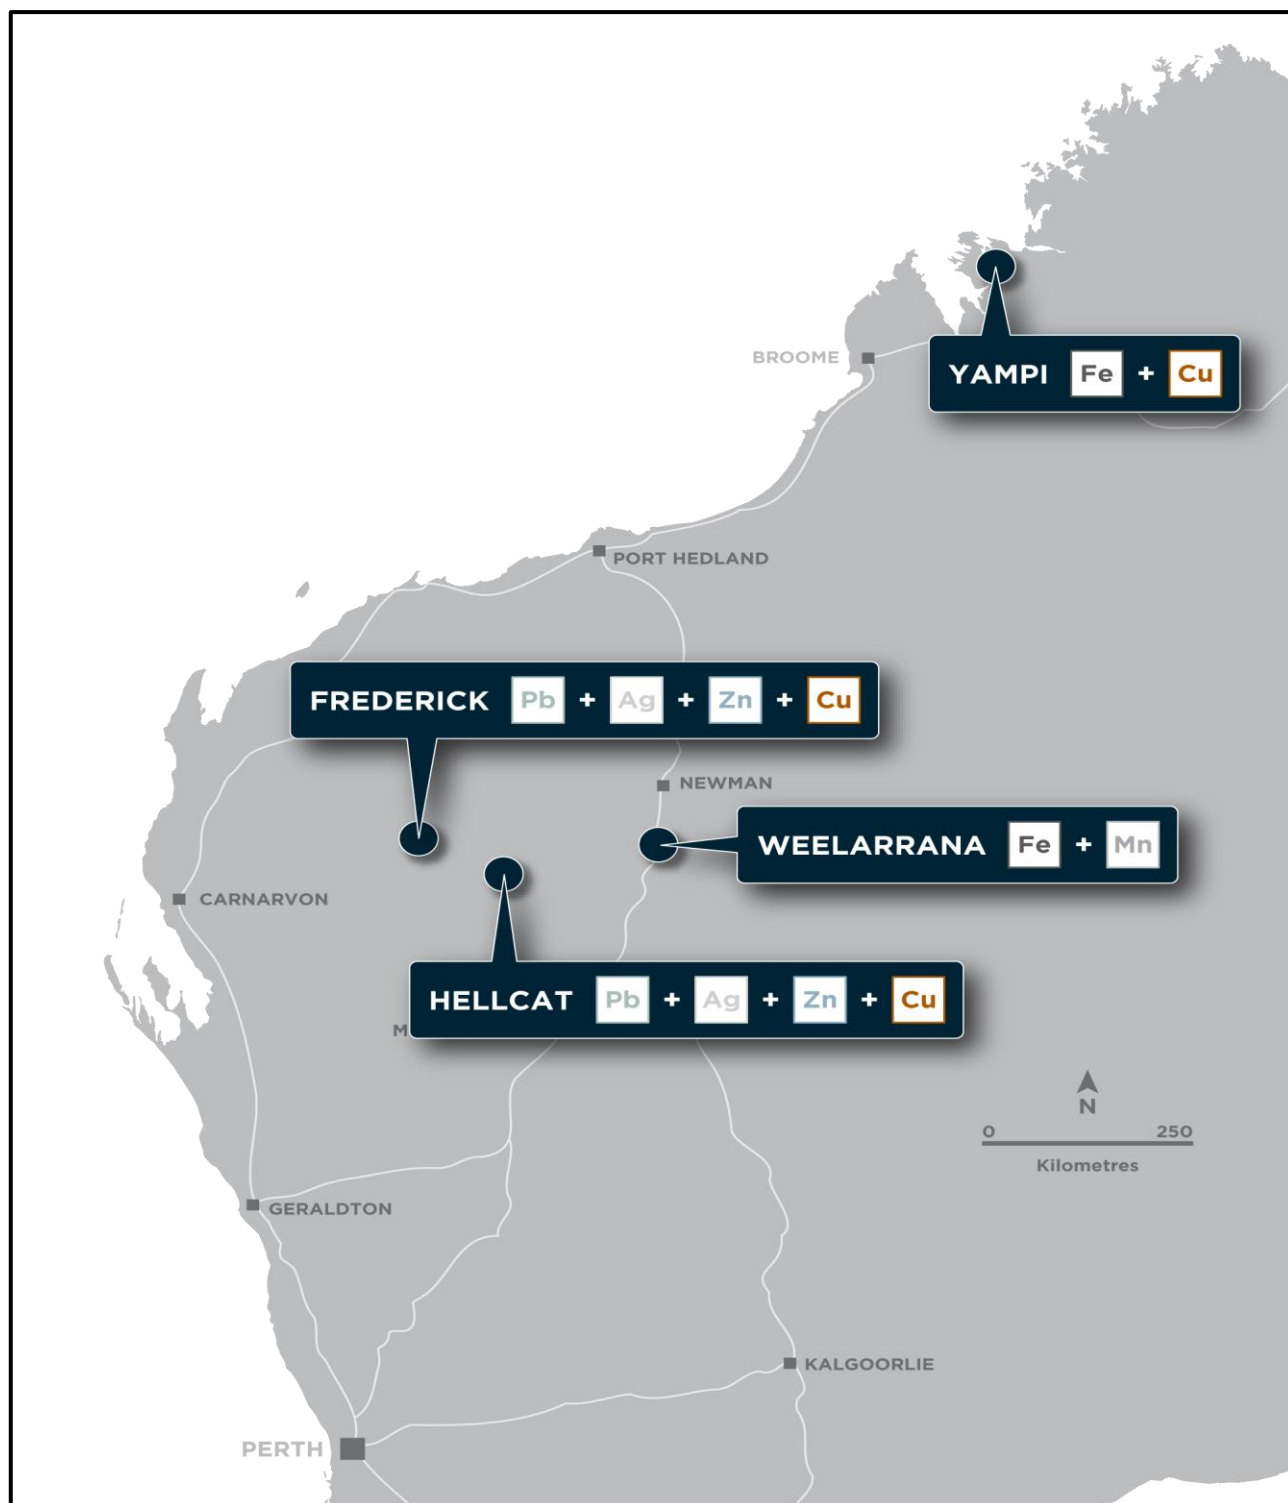 BROOME
YAMPI Fe + Cu
PORT HEDLAND
FREDERICK Pb + Ag + Zn + Cu
NEWMAN
WEELARRANA Fe + Mn
CARNARVON
HELLCAT Pb + Ag + Zn + Cu
M
N
0 250
Kilometres
GERALDTON
KALGOORLIE
PERTH